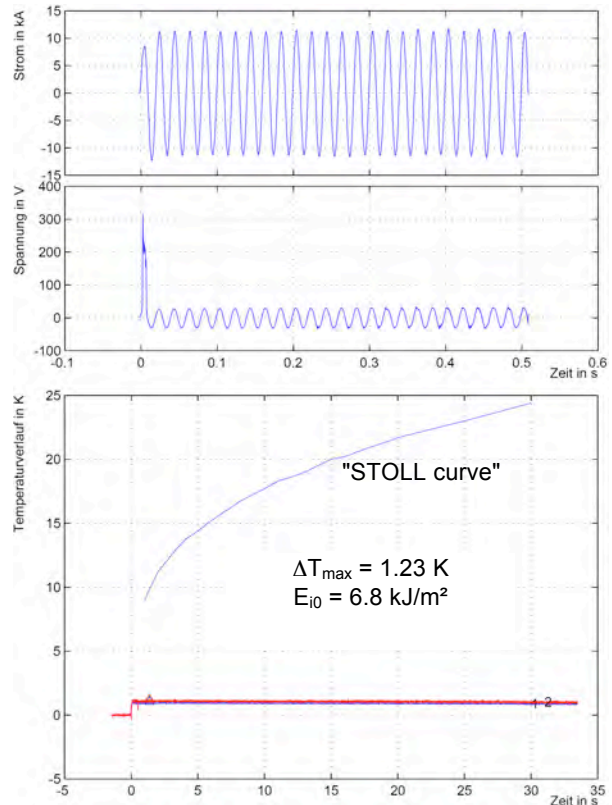 Strom in kA
15
10
5
0
-5
-10
-15
Spannung in V
400
300
200
100
0
-100
-0.1 0 0.1 0.2 0.3 0.4 0.5 0.6
Zeit in s
Temperaturverlauf in K
25
20
15
10
5
0
-5
"STOLL curve"
ΔTmax = 1.23 K
Ei0 = 6.8 kJ/m²
2
-5 0 5 10 15 20 25 30 35
Zeit in s